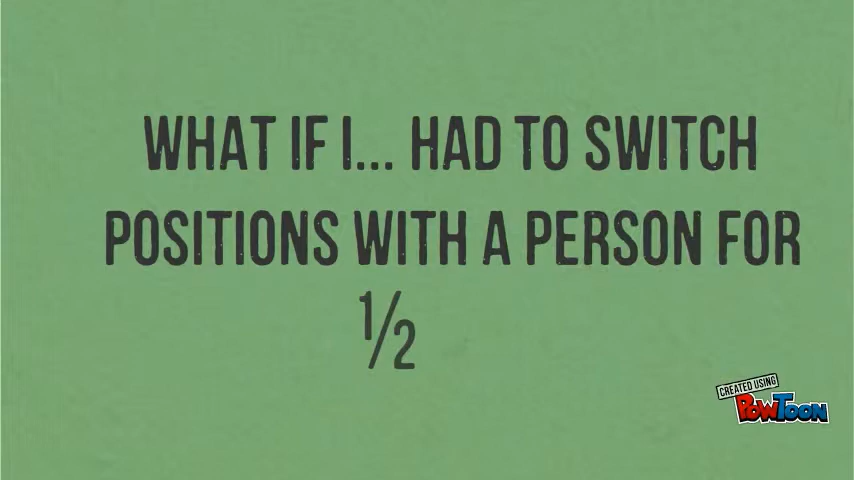 WHAT IF I... HAD TO SWITCH
POSITIONS WITH A PERSON FOR
½
CREATED USING
POWTOON